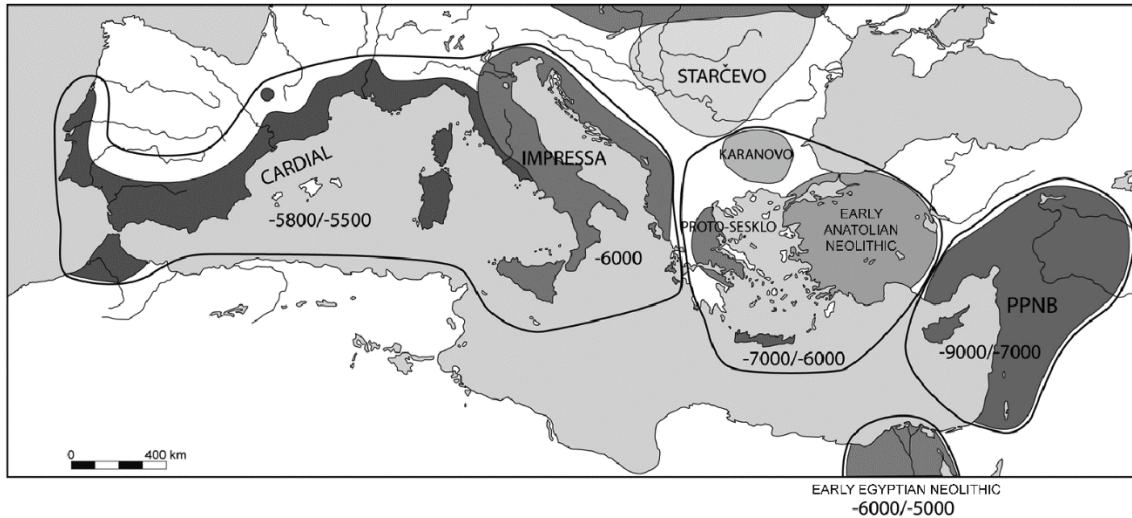 STARČEVO
KARANOVO
IMPRESSA
CARDIAL
-5800/-5500
-6000
PROTO-SESKLO
EARLY
ANATOLIAN
NEOLITHIC
-7000/-6000
PPNB
-9000/-7000
0 400 km
EARLY EGYPTIAN NEOLITHIC
-6000/-5000